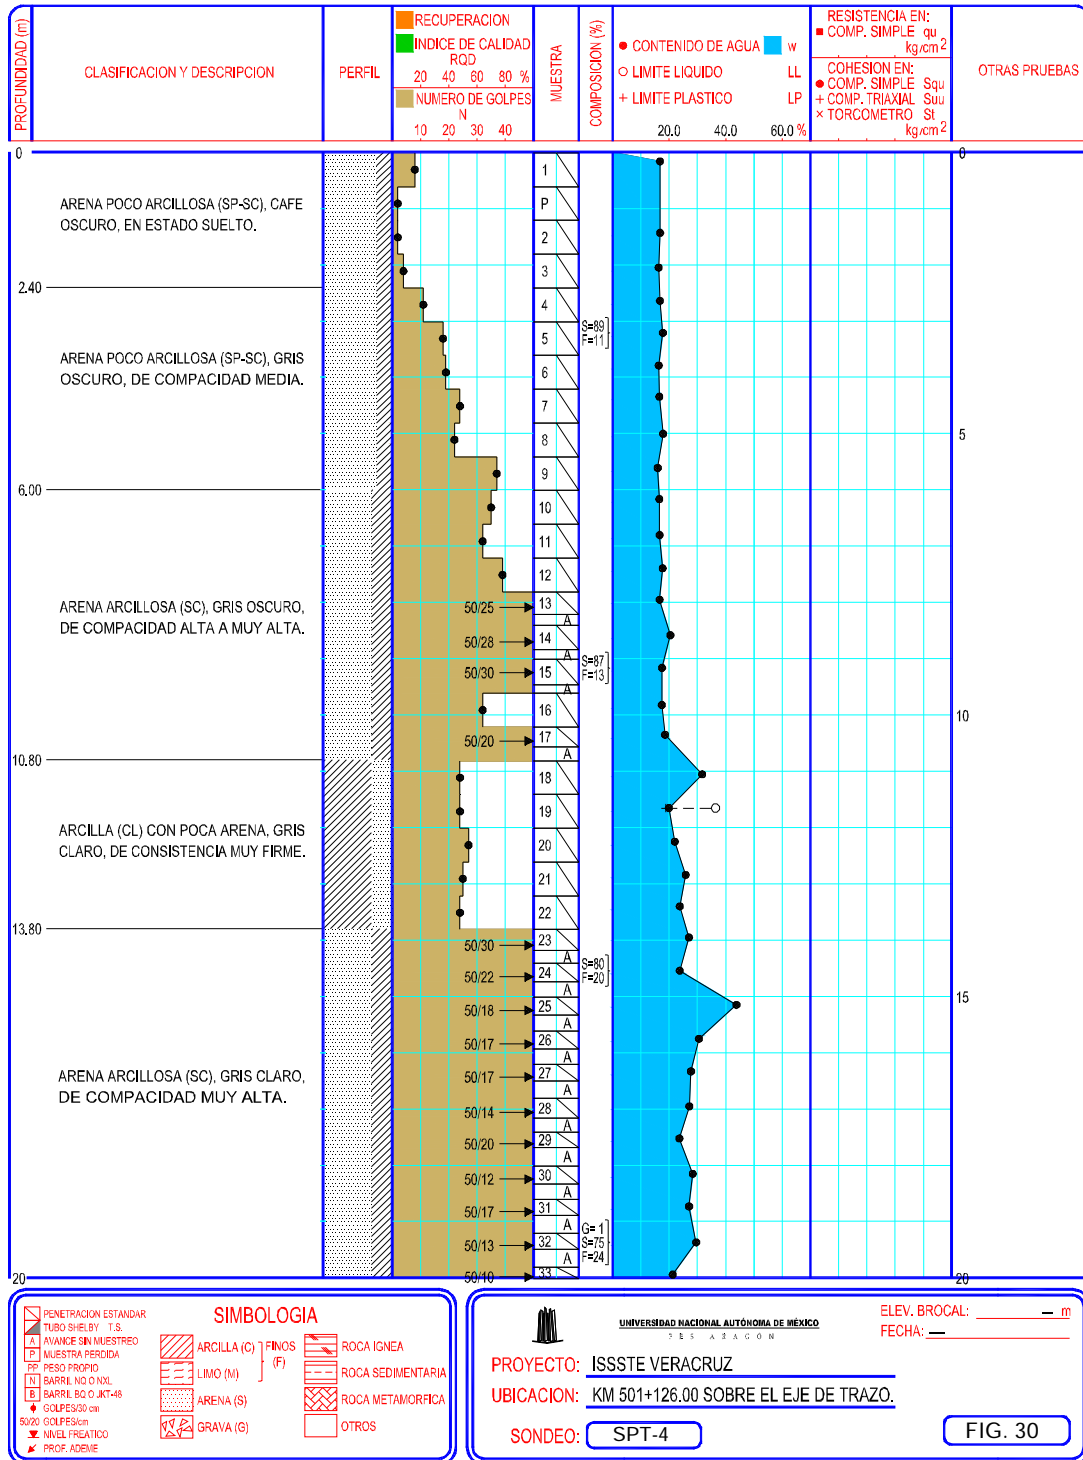 PROFUNDIDAD (m)
CLASIFICACION Y DESCRIPCION
PERFIL
RECUPERACION
INDICE DE CALIDAD
RQD
20 40 60 80 %
NUMERO DE GOLPES
N
10 20 30 40
MUESTRA
COMPOSICION (%)
CONTENIDO DE AGUA w
LIMITE LIQUIDO LL
LIMITE PLASTICO LP
20.0 40.0 60.0 %
RESISTENCIA EN:
COMP. SIMPLE qu
kg/cm2
COHESION EN:
COMP. SIMPLE Squ
COMP. TRIAXIAL Suu
TORCOMETRO St
kg/cm2
OTRAS PRUEBAS
0
0
1
ARENA POCO ARCILLOSA (SP-SC), CAFE
OSCURO, EN ESTADO SUELTO.
P
2
3
2.40
4
S=89
F=11
5
ARENA POCO ARCILLOSA (SP-SC), GRIS
OSCURO, DE COMPACIDAD MEDIA.
6
7
8
5
9
6.00
10
11
12
ARENA ARCILLOSA (SC), GRIS OSCURO,
DE COMPACIDAD ALTA A MUY ALTA.
50/25
13
A
50/28
14
A
S=87
F=13
50/30
15
A
16
10
50/20
17
A
10.80
18
19
ARCILLA (CL) CON POCA ARENA, GRIS
CLARO, DE CONSISTENCIA MUY FIRME.
20
21
22
13.80
50/30
23
A
S=80
F=20
50/22
24
A
15
50/18
25
A
50/17
26
A
ARENA ARCILLOSA (SC), GRIS CLARO,
DE COMPACIDAD MUY ALTA.
50/17
27
A
50/14
28
A
50/20
29
A
50/12
30
A
50/17
31
A
G= 1
S=75
F=24
50/13
32
A
50/10
33
20
20
SIMBOLOGIA
PENETRACION ESTANDAR
TUBO SHELBY T.S.
A AVANCE SIN MUESTREO
P MUESTRA PERDIDA
PP PESO PROPIO
N BARRIL NQ O NXL
B BARRIL BQ O JKT-48
GOLPES/30 cm
50/20 GOLPES/cm
NIVEL FREATICO
PROF. ADEME
ARCILLA (C)
LIMO (M)
FINOS
(F)
ARENA (S)
GRAVA (G)
ROCA IGNEA
ROCA SEDIMENTARIA
ROCA METAMORFICA
OTROS
UNIVERSIDAD NACIONAL AUTÓNOMA DE MÉXICO
FES ARAGÓN
ELEV. BROCAL: — m
FECHA: —
PROYECTO: ISSSTE VERACRUZ
UBICACION: KM 501+126.00 SOBRE EL EJE DE TRAZO.
SONDEO: SPT-4
FIG. 30